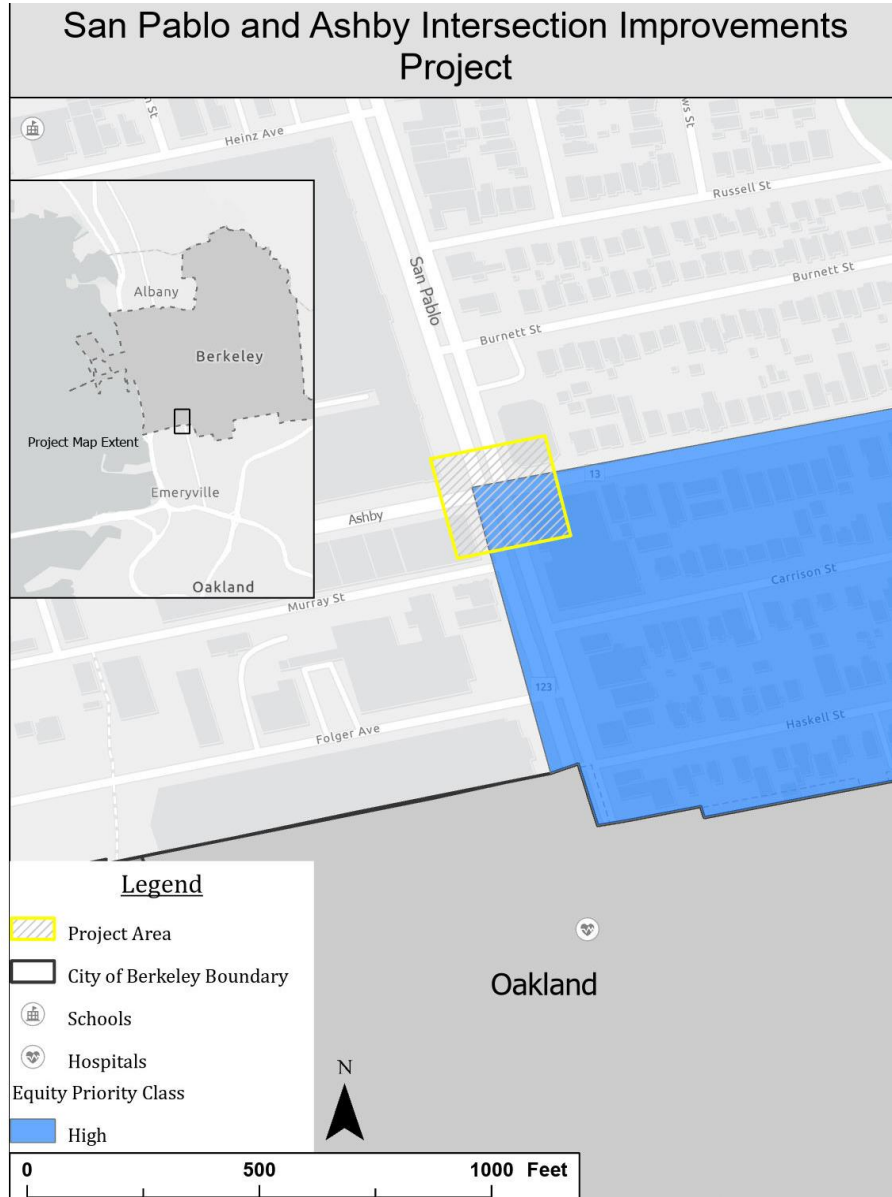 San Pablo and Ashby Intersection Improvements
Project
Heinz Ave
Russell St
San Pablo
Burnett St
Burnett St
Albany
Berkeley
Project Map Extent
Emeryville
Oakland
13
Ashby
Carrison St
Murray St
123
Haskell St
Folger Ave
Legend
Project Area
City of Berkeley Boundary
Schools
Hospitals
Equity Priority Class
High
Oakland
N
0 500 1000 Feet